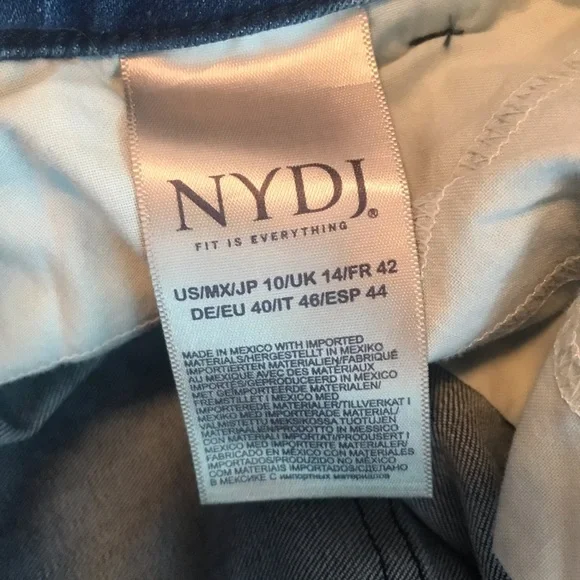 NYDJ®
FIT IS EVERYTHING
US/MX/JP 10/UK 14/FR 42
DE/EU 40/IT 46/ESP 44
MADE IN MEXICO WITH IMPORTED
MATERIALS/HERGESTELLT IN MEXIKO
IMPORTIERTEN MATERIALIEN/FABRIQUÉ
AU MEXIQUE AVEC DES MATERIAUX
IMPORTÉS/GEPRODUCEERD IN MEXICO
MET GEIMPORTEERDE MATERIALEN/
FREMSTILLET I MEXICO MED
IMPORTEREDE MATERIALER/TILLVERKAT I
MEXIKO MED IMPORTERADE MATERIAL/
VALMISTETTU MEKSIKOSSA TUOTUJEN
MATERIAALIEN/PRODOTTO IN MESSICO
CON MATERIALI IMPORTATI/PRODUSERT I
MEXICO MED IMPORTERTE MATERIALER/
FABRICADO EN MÉXICO CON MATERIALES
IMPORTADOS/PRODUZIDO NO MÉXICO
COM MATERIAIS IMPORTADOS/СДЕЛАНО
В МЕКСИКЕ С импортных материалов